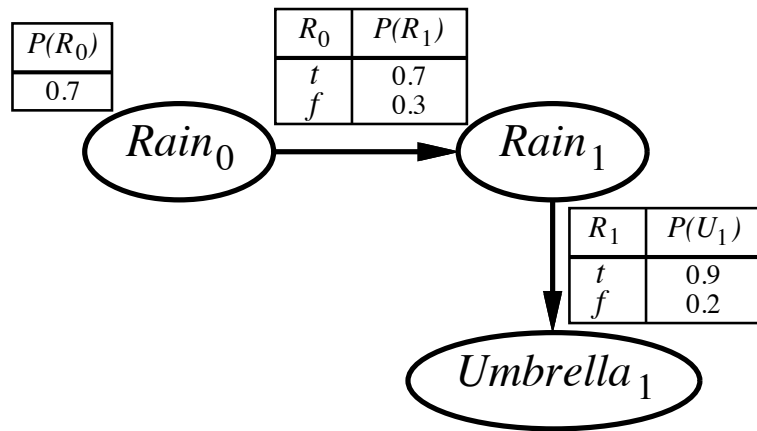 P(R0)
0.7
R0 P(R1)
t 0.7
f 0.3
Rain0
Rain1
R1 P(U1)
t 0.9
f 0.2
Umbrella1